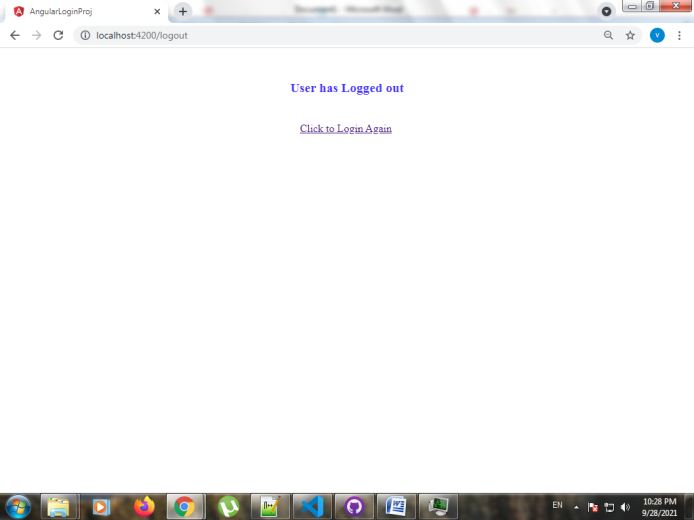 AngularLoginProj
localhost:4200/logout
V
User has Logged out
Click to Login Again
EN
10:28 PM
9/28/2021